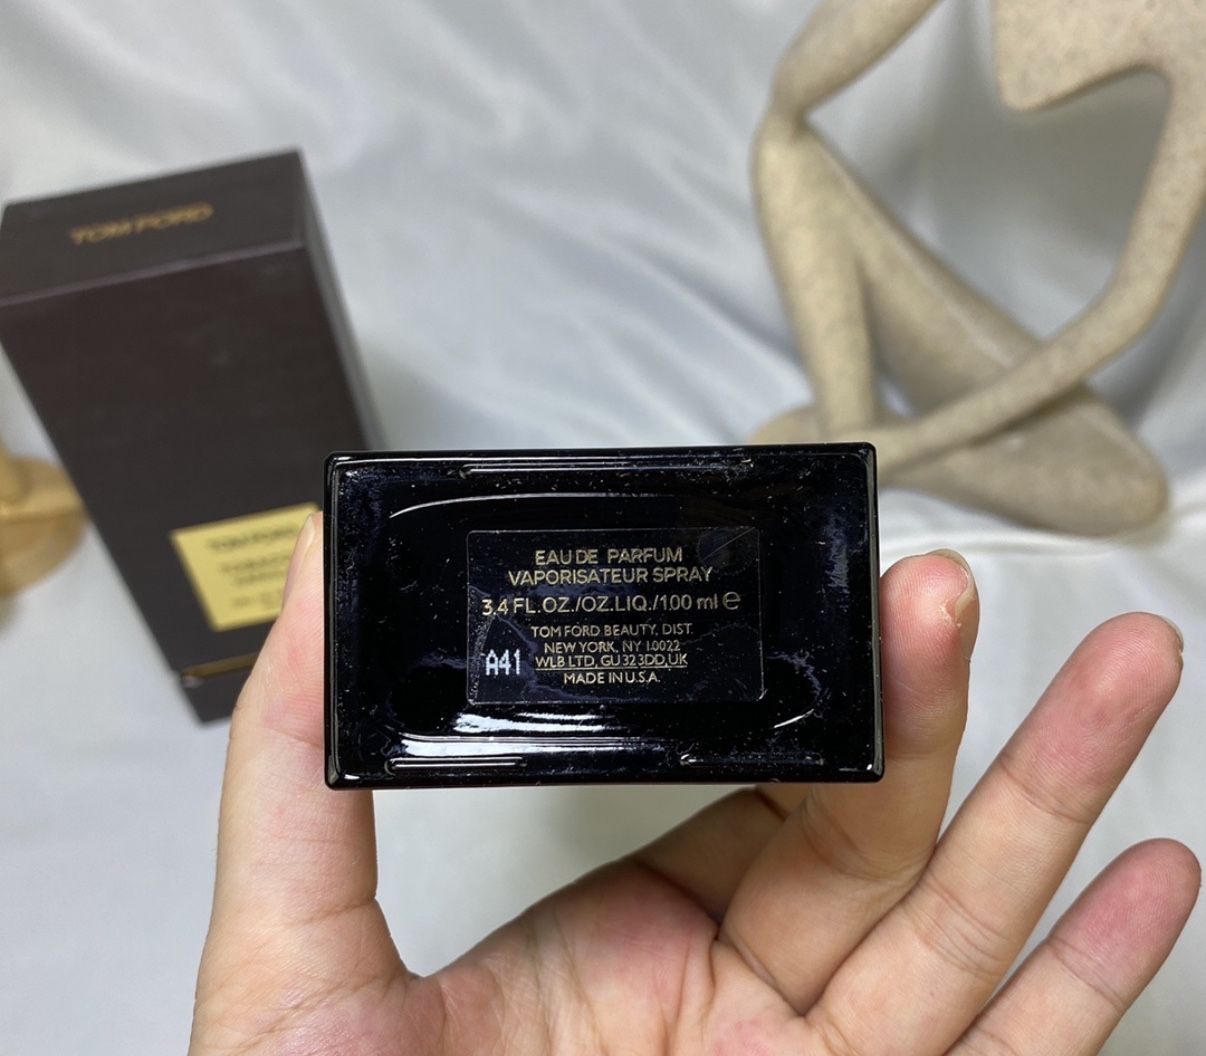 TOM FORD
EAU DE PARFUM
VAPORISATEUR SPRAY
3.4 FL.OZ./OZ.LIQ./100 ml ℮
TOM FORD BEAUTY, DIST.
NEW YORK, NY 10022
A41 WLB LTD, GU32 3DD, UK
MADE IN U.S.A.
TOM FORD